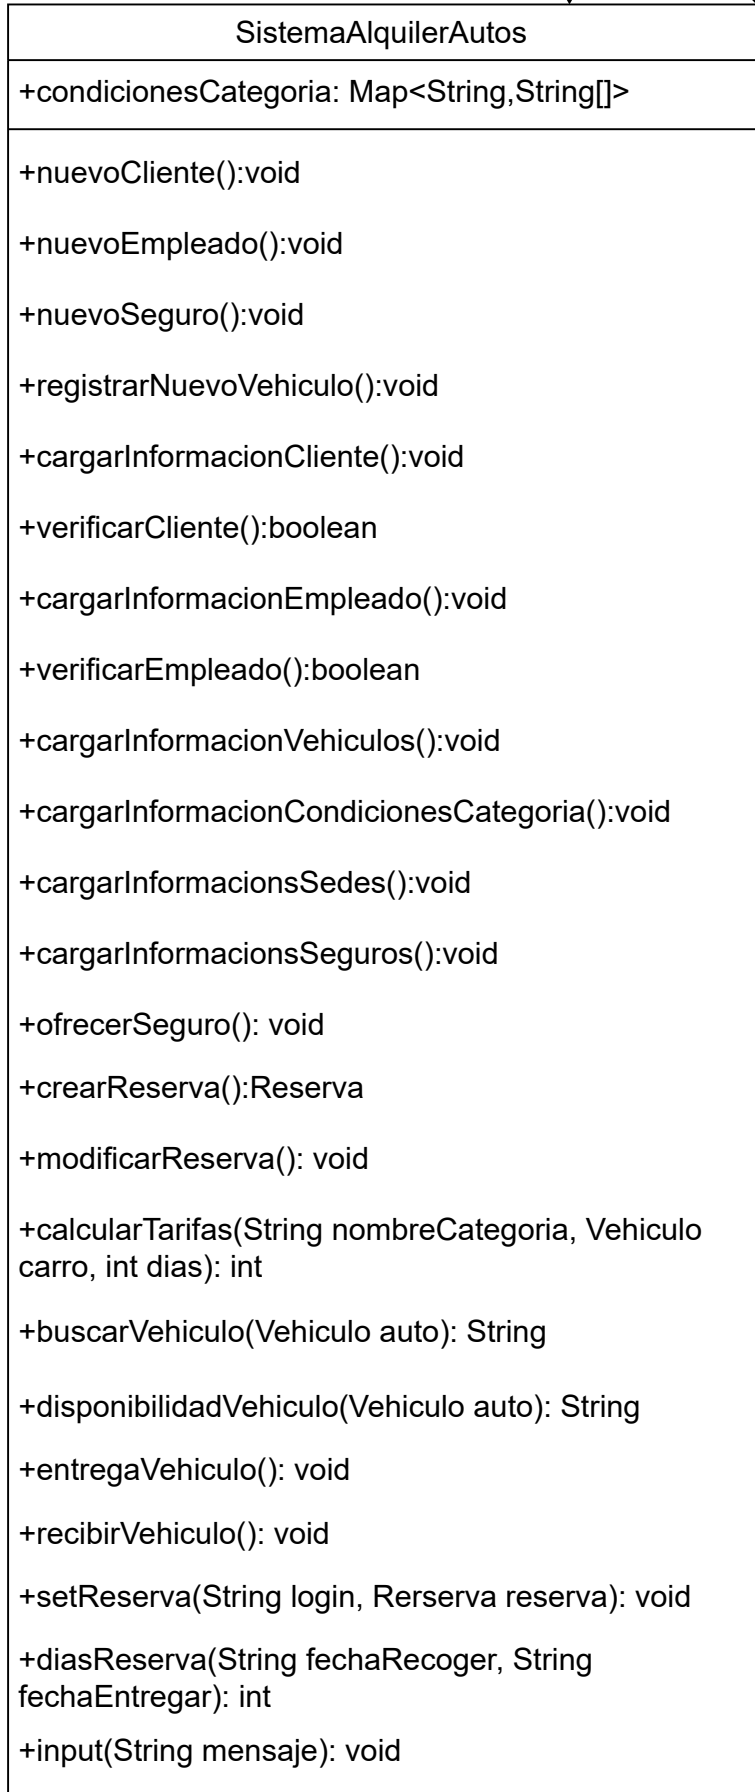 SistemaAlquilerAutos
+condicionesCategoria: Map<String,String[]>
+nuevoCliente():void
+nuevoEmpleado():void
+nuevoSeguro():void
+registrarNuevoVehiculo():void
+cargarInformacionCliente():void
+verificarCliente():boolean
+cargarInformacionEmpleado():void
+verificarEmpleado():boolean
+cargarInformacionVehiculos():void
+cargarInformacionCondicionesCategoria():void
+cargarInformacionsSedes():void
+cargarInformacionsSeguros():void
+ofrecerSeguro(): void
+crearReserva():Reserva
+modificarReserva(): void
+calcularTarifas(String nombreCategoria, Vehiculo
carro, int dias): int
+buscarVehiculo(Vehiculo auto): String
+disponibilidadVehiculo(Vehiculo auto): String
+entregaVehiculo(): void
+recibirVehiculo(): void
+setReserva(String login, Rerserva reserva): void
+diasReserva(String fechaRecoger, String
fechaEntregar): int
+input(String mensaje): void